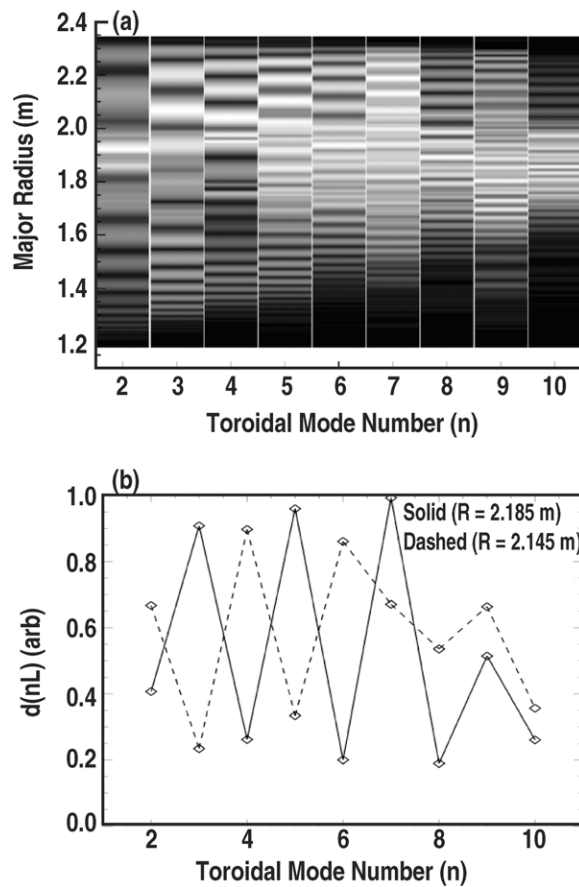 (a)
2.4
2.2
2.0
1.8
1.6
1.4
1.2
Major Radius (m)
2 3 4 5 6 7 8 9 10
Toroidal Mode Number (n)
(b)
1.0
0.8
0.6
0.4
0.2
0.0
d(nL) (arb)
Solid (R = 2.185 m)
Dashed (R = 2.145 m)
2 4 6 8 10
Toroidal Mode Number (n)